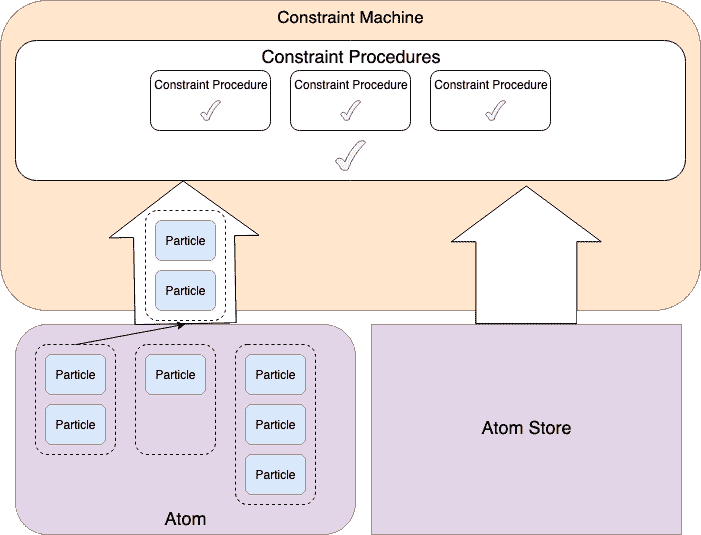 Constraint Machine
Constraint Procedures
Constraint Procedure
Constraint Procedure
Constraint Procedure
Particle
Particle
Particle
Particle
Particle
Particle
Particle
Particle
Atom
Atom Store